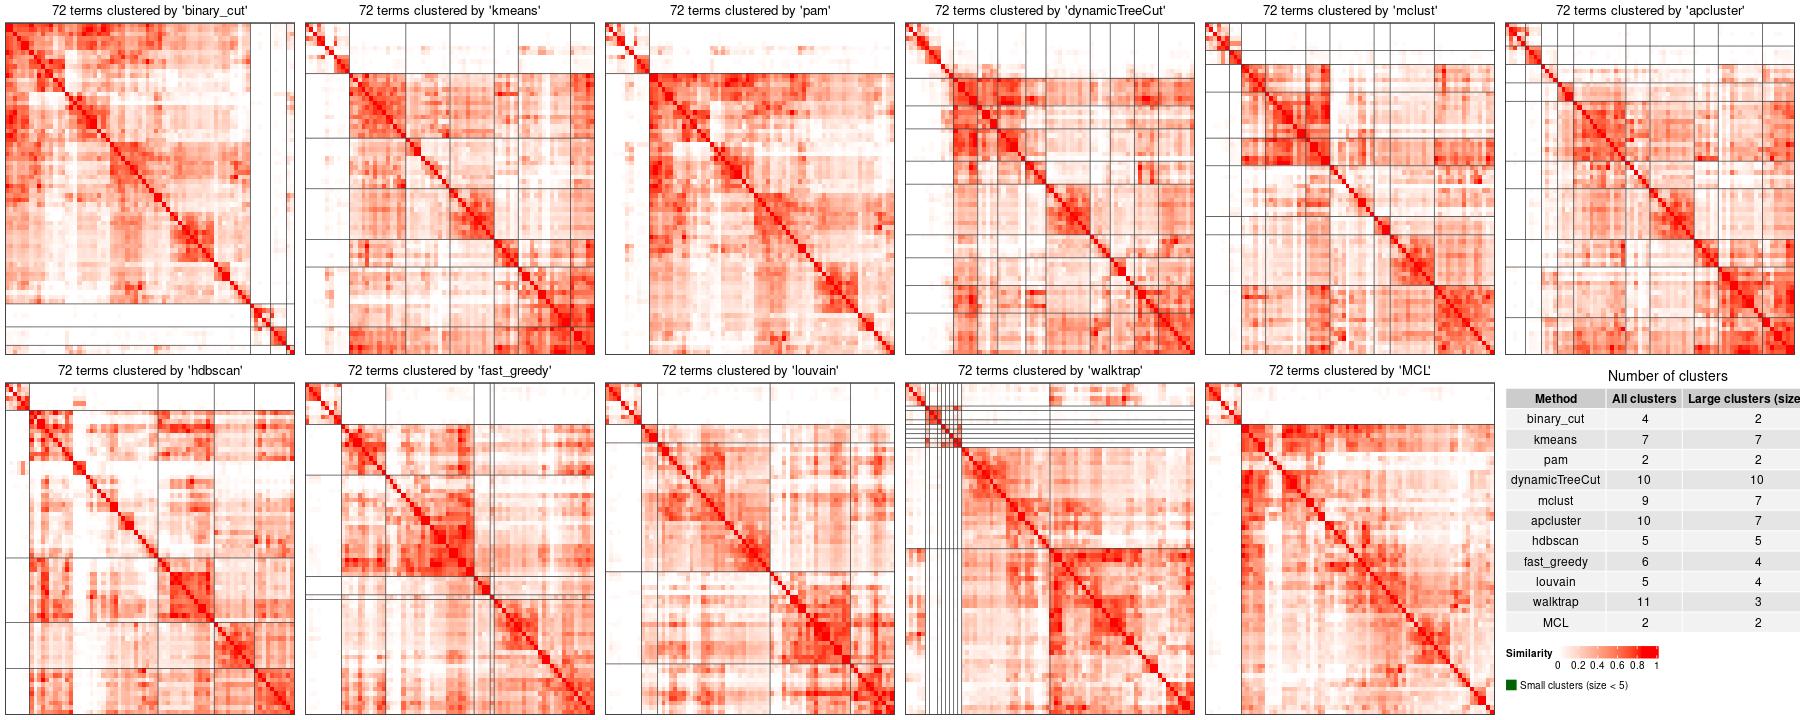 72 terms clustered by 'binary_cut'
72 terms clustered by 'kmeans'
72 terms clustered by 'pam'
72 terms clustered by 'dynamicTreeCut'
72 terms clustered by 'mclust'
72 terms clustered by 'apcluster'
72 terms clustered by 'hdbscan'
72 terms clustered by 'fast_greedy'
72 terms clustered by 'louvain'
72 terms clustered by 'walktrap'
72 terms clustered by 'MCL'
Number of clusters
Method All clusters Large clusters (size
binary_cut 4 2
kmeans 7 7
pam 2 2
dynamicTreeCut 10 10
mclust 9 7
apcluster 10 7
hdbscan 5 5
fast_greedy 6 4
louvain 5 4
walktrap 11 3
MCL 2 2
Similarity
0 0.2 0.4 0.6 0.8 1
Small clusters (size < 5)